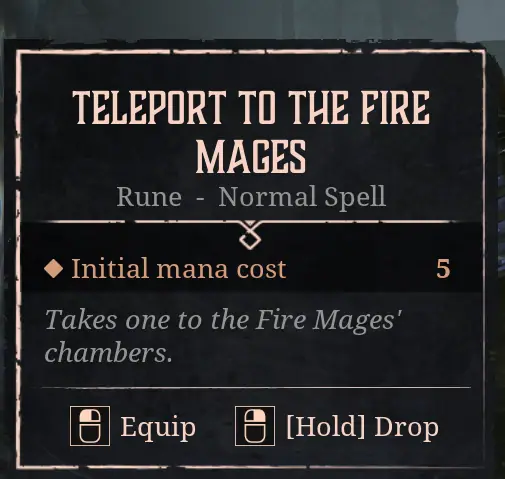 TELEPORT TO THE FIRE
MAGES
Rune - Normal Spell
Initial mana cost 5
Takes one to the Fire Mages'
chambers.
Equip [Hold] Drop